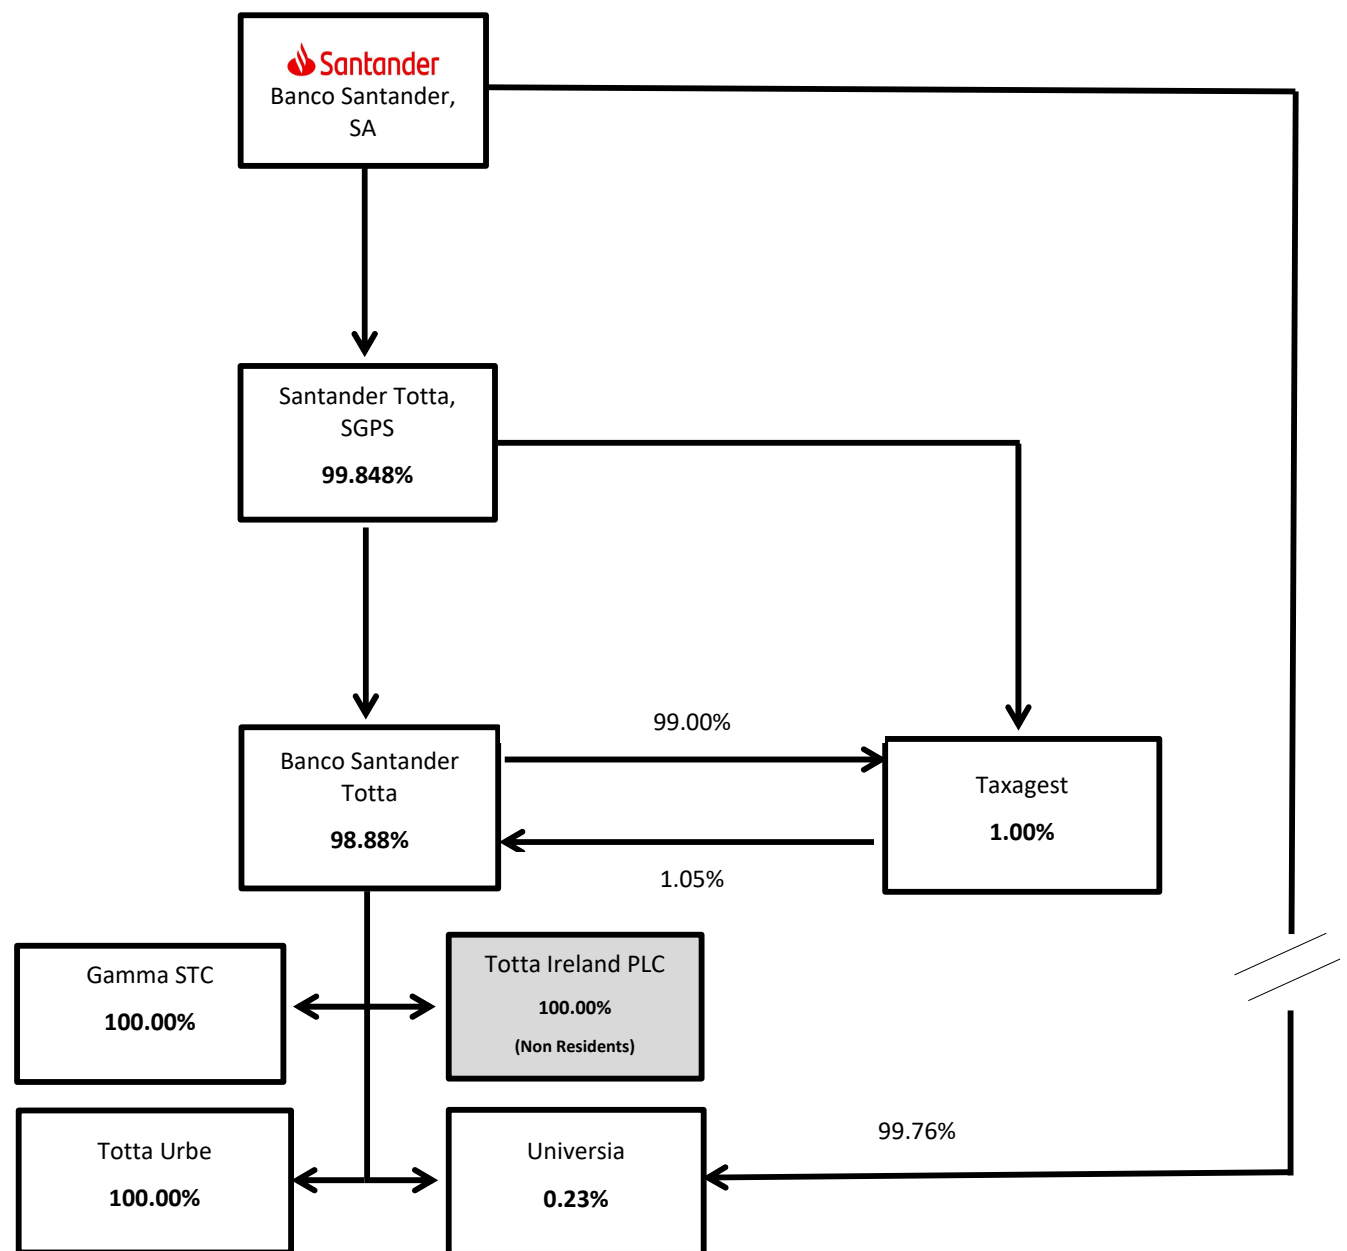 Santander
Banco Santander,
SA
Santander Totta,
SGPS
99.848%
99.00%
Banco Santander
Totta
98.88%
Taxagest
1.00%
1.05%
Gamma STC
100.00%
Totta Ireland PLC
100.00%
(Non Residents)
99.76%
Totta Urbe
100.00%
Universia
0.23%